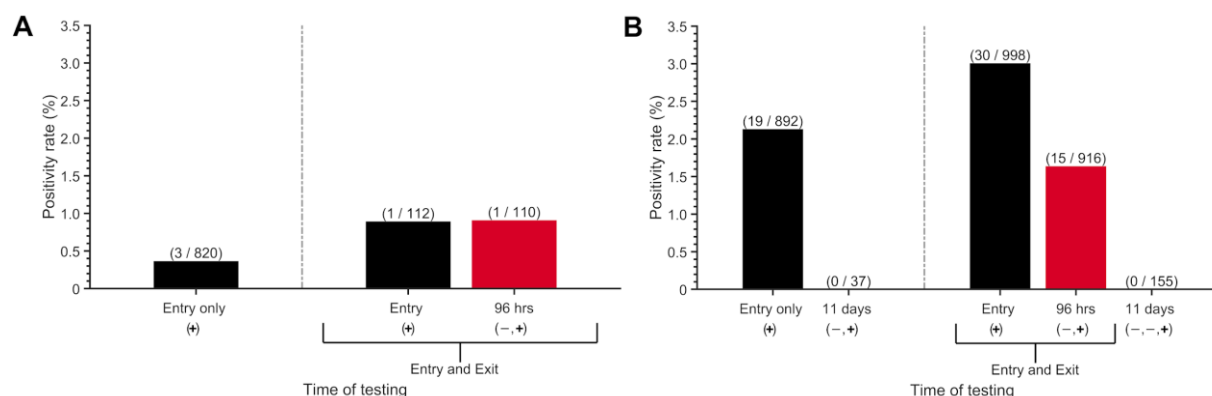 A
Positivity rate (%)
3.5
3.0
2.5
2.0
1.5
1.0
0.5
0
(3 / 820)
(1 / 112)
(1 / 110)
Entry only
(+)
Entry
(+)
96 hrs
(−,+)
Entry and Exit
Time of testing
B
Positivity rate (%)
3.5
3.0
2.5
2.0
1.5
1.0
0.5
0
(19 / 892)
(0 / 37)
(30 / 998)
(15 / 916)
(0 / 155)
Entry only
(+)
11 days
(−,+)
Entry
(+)
96 hrs
(−,+)
11 days
(−,−,+)
Entry and Exit
Time of testing